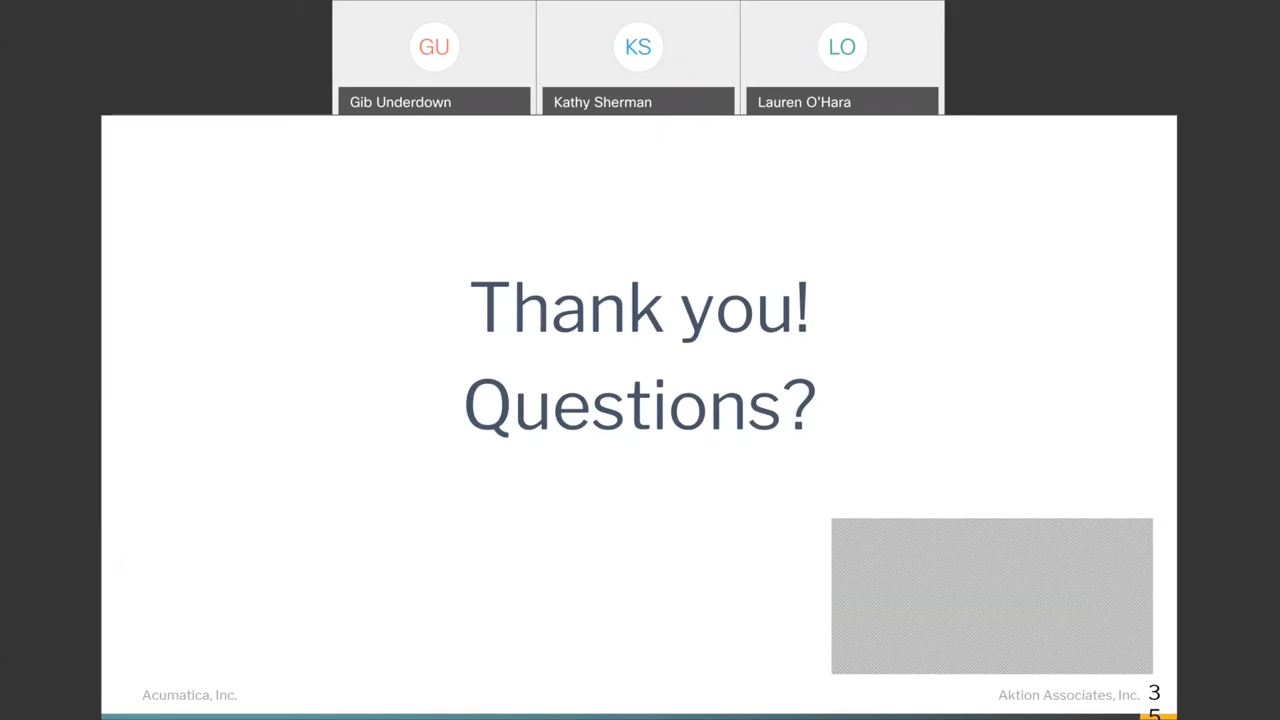 GU
KS
LO
Gib Underdown
Kathy Sherman
Lauren O'Hara
Thank you!
Questions?
Acumatica, Inc.
Aktion Associates, Inc.
3
5